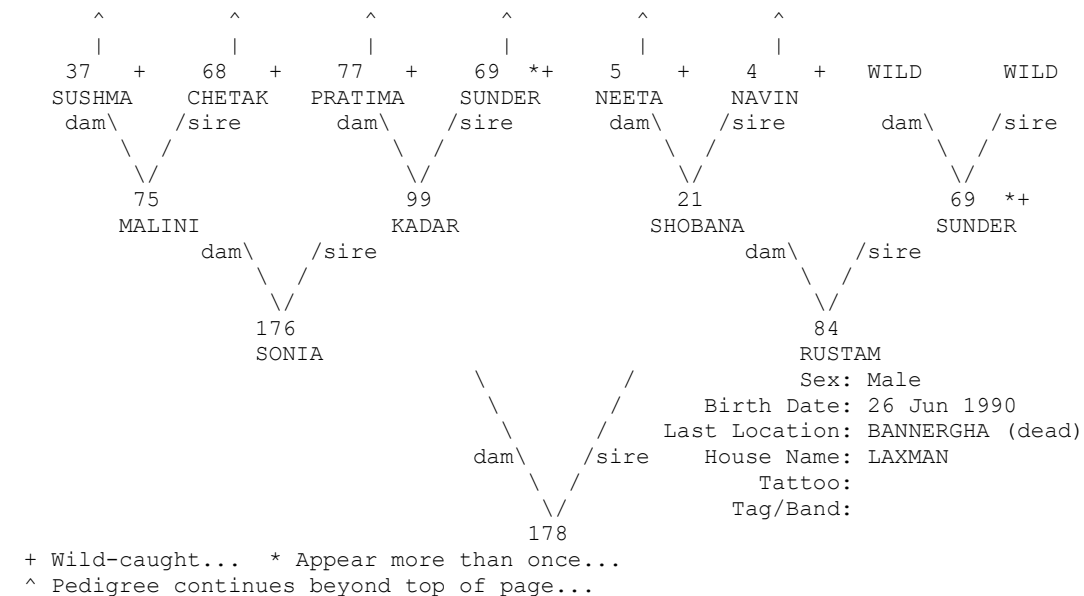 ^ ^ ^ ^ ^ ^
| | | | | |
37 + 68 + 77 + 69 *+ 5 + 4 + WILD WILD
SUSHMA CHETAK PRATIMA SUNDER NEETA NAVIN
dam\ /sire dam\ /sire dam\ /sire dam\ /sire
\ / \ / \ / \ /
\/ \/ \/ \/
75 99 21 69 *+
MALINI KADAR SHOBANA SUNDER
dam\ /sire dam\ /sire
\ / \ /
\/ \/
176 84
SONIA RUSTAM
\ / Sex: Male
\ / Birth Date: 26 Jun 1990
\ / Last Location: BANNERGHA (dead)
dam\ /sire House Name: LAXMAN
\ / Tattoo:
\/ Tag/Band:
178
+ Wild-caught... * Appear more than once...
^ Pedigree continues beyond top of page...